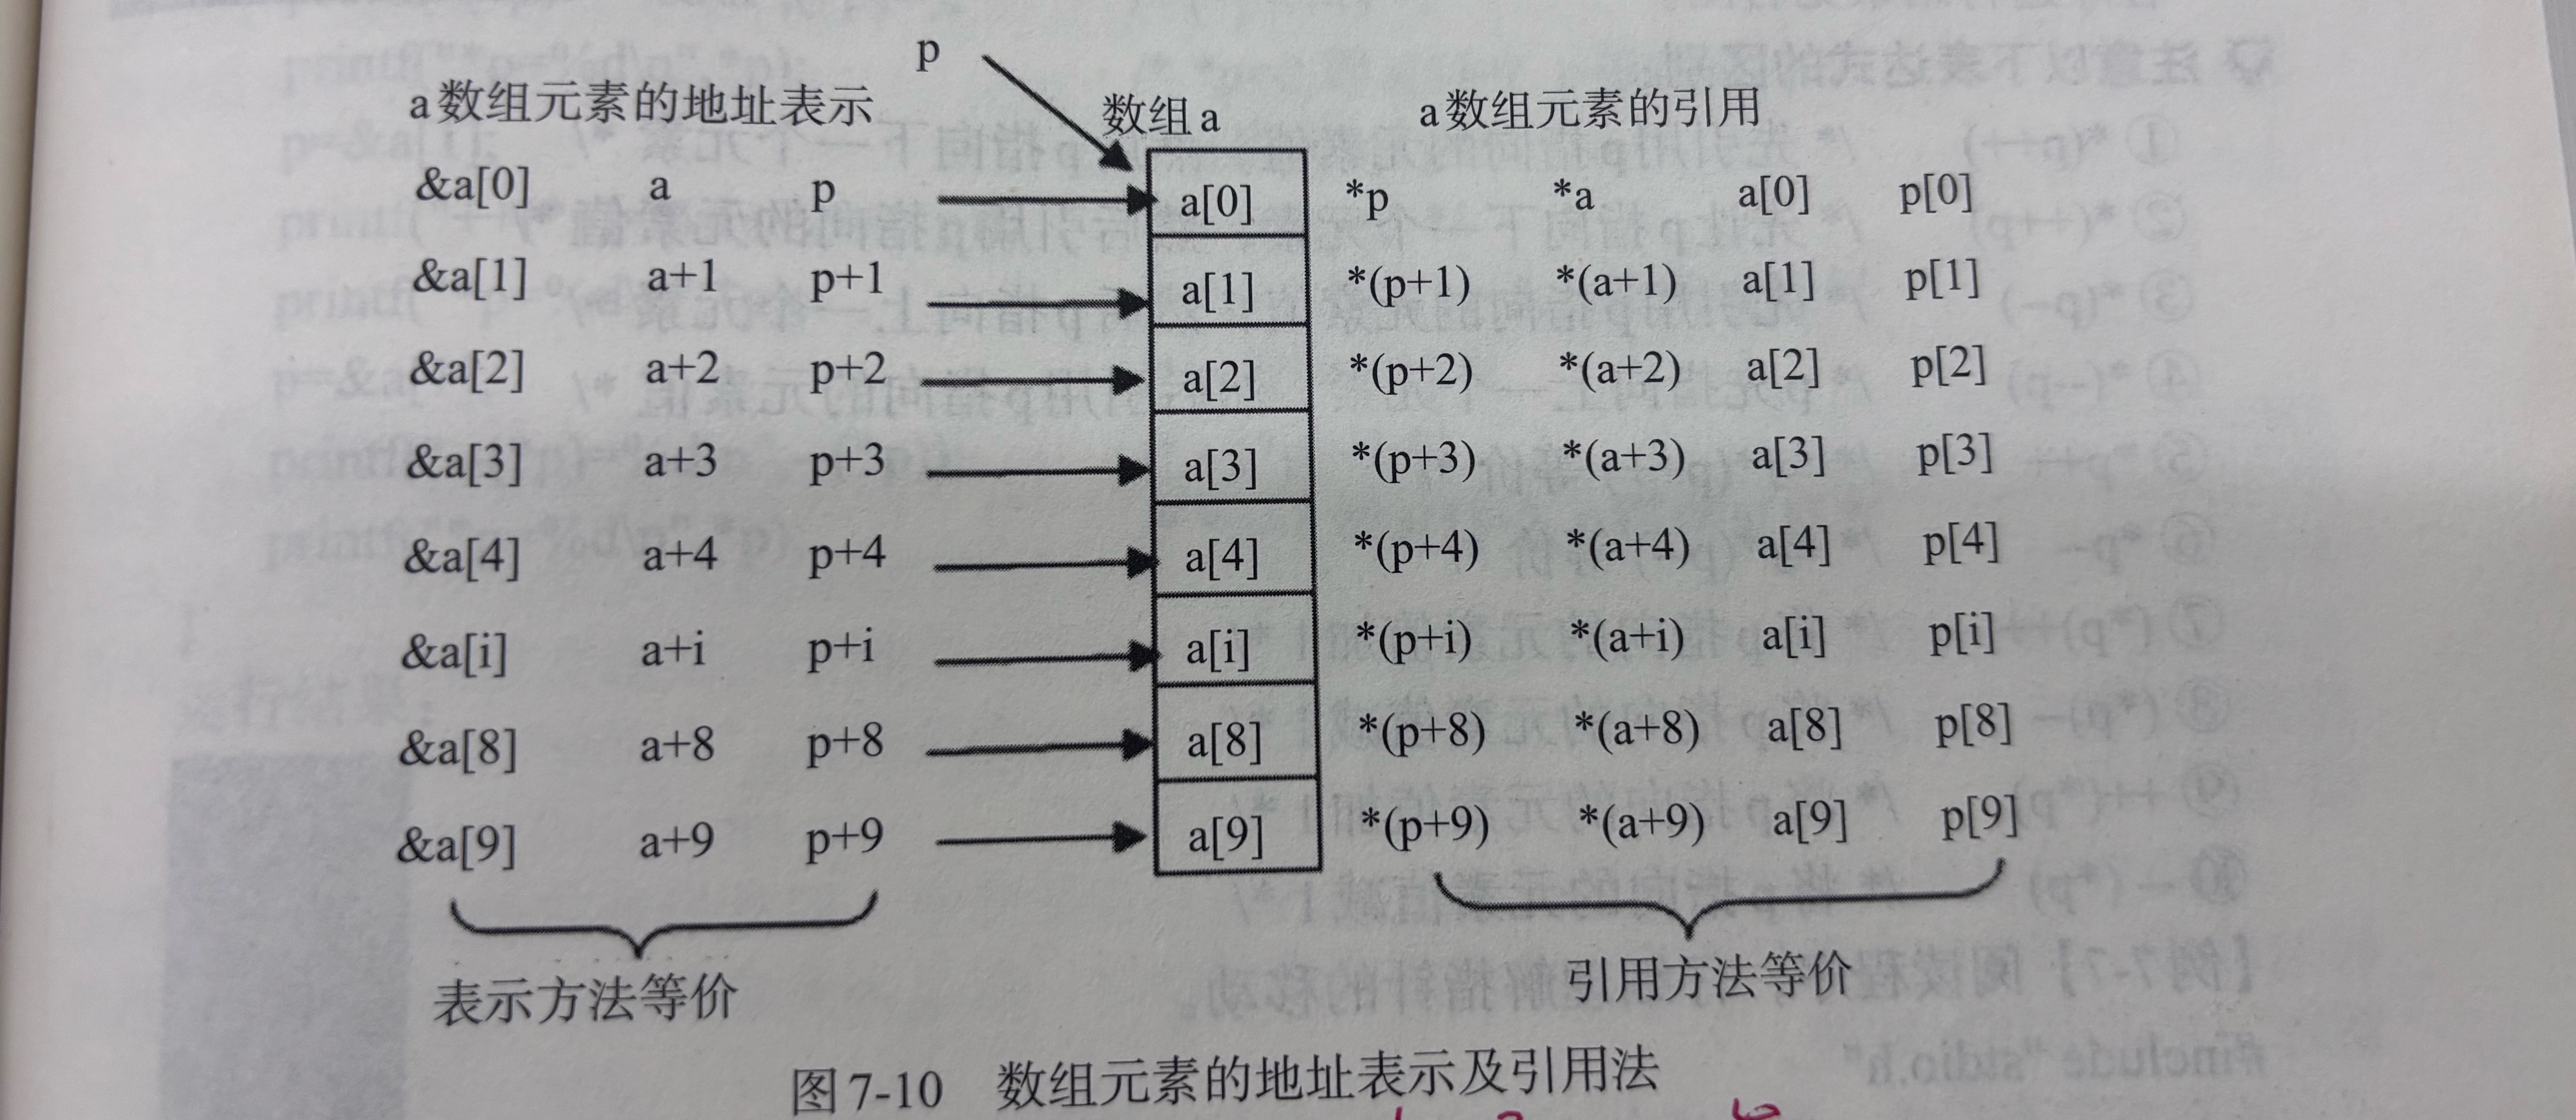 p
a数组元素的地址表示 数组a a数组元素的引用
&a[0] a p a[0] *p *a a[0] p[0]
&a[1] a+1 p+1 a[1] *(p+1) *(a+1) a[1] p[1]
&a[2] a+2 p+2 a[2] *(p+2) *(a+2) a[2] p[2]
&a[3] a+3 p+3 a[3] *(p+3) *(a+3) a[3] p[3]
&a[4] a+4 p+4 a[4] *(p+4) *(a+4) a[4] p[4]
&a[i] a+i p+i a[i] *(p+i) *(a+i) a[i] p[i]
&a[8] a+8 p+8 a[8] *(p+8) *(a+8) a[8] p[8]
&a[9] a+9 p+9 a[9] *(p+9) *(a+9) a[9] p[9]
表示方法等价 引用方法等价
图7-10 数组元素的地址表示及引用法